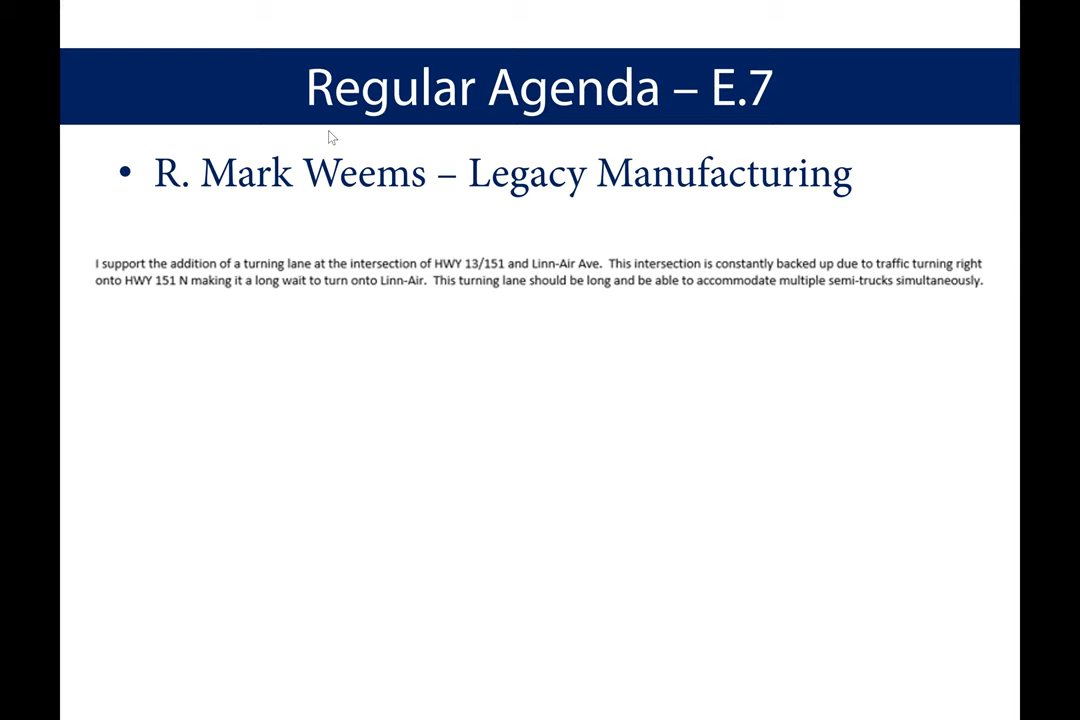 Regular Agenda – E.7
• R. Mark Weems – Legacy Manufacturing
I support the addition of a turning lane at the intersection of HWY 13/151 and Linn-Air Ave.  This intersection is constantly backed up due to traffic turning right
onto HWY 151 N making it a long wait to turn onto Linn-Air.  This turning lane should be long and be able to accommodate multiple semi-trucks simultaneously.